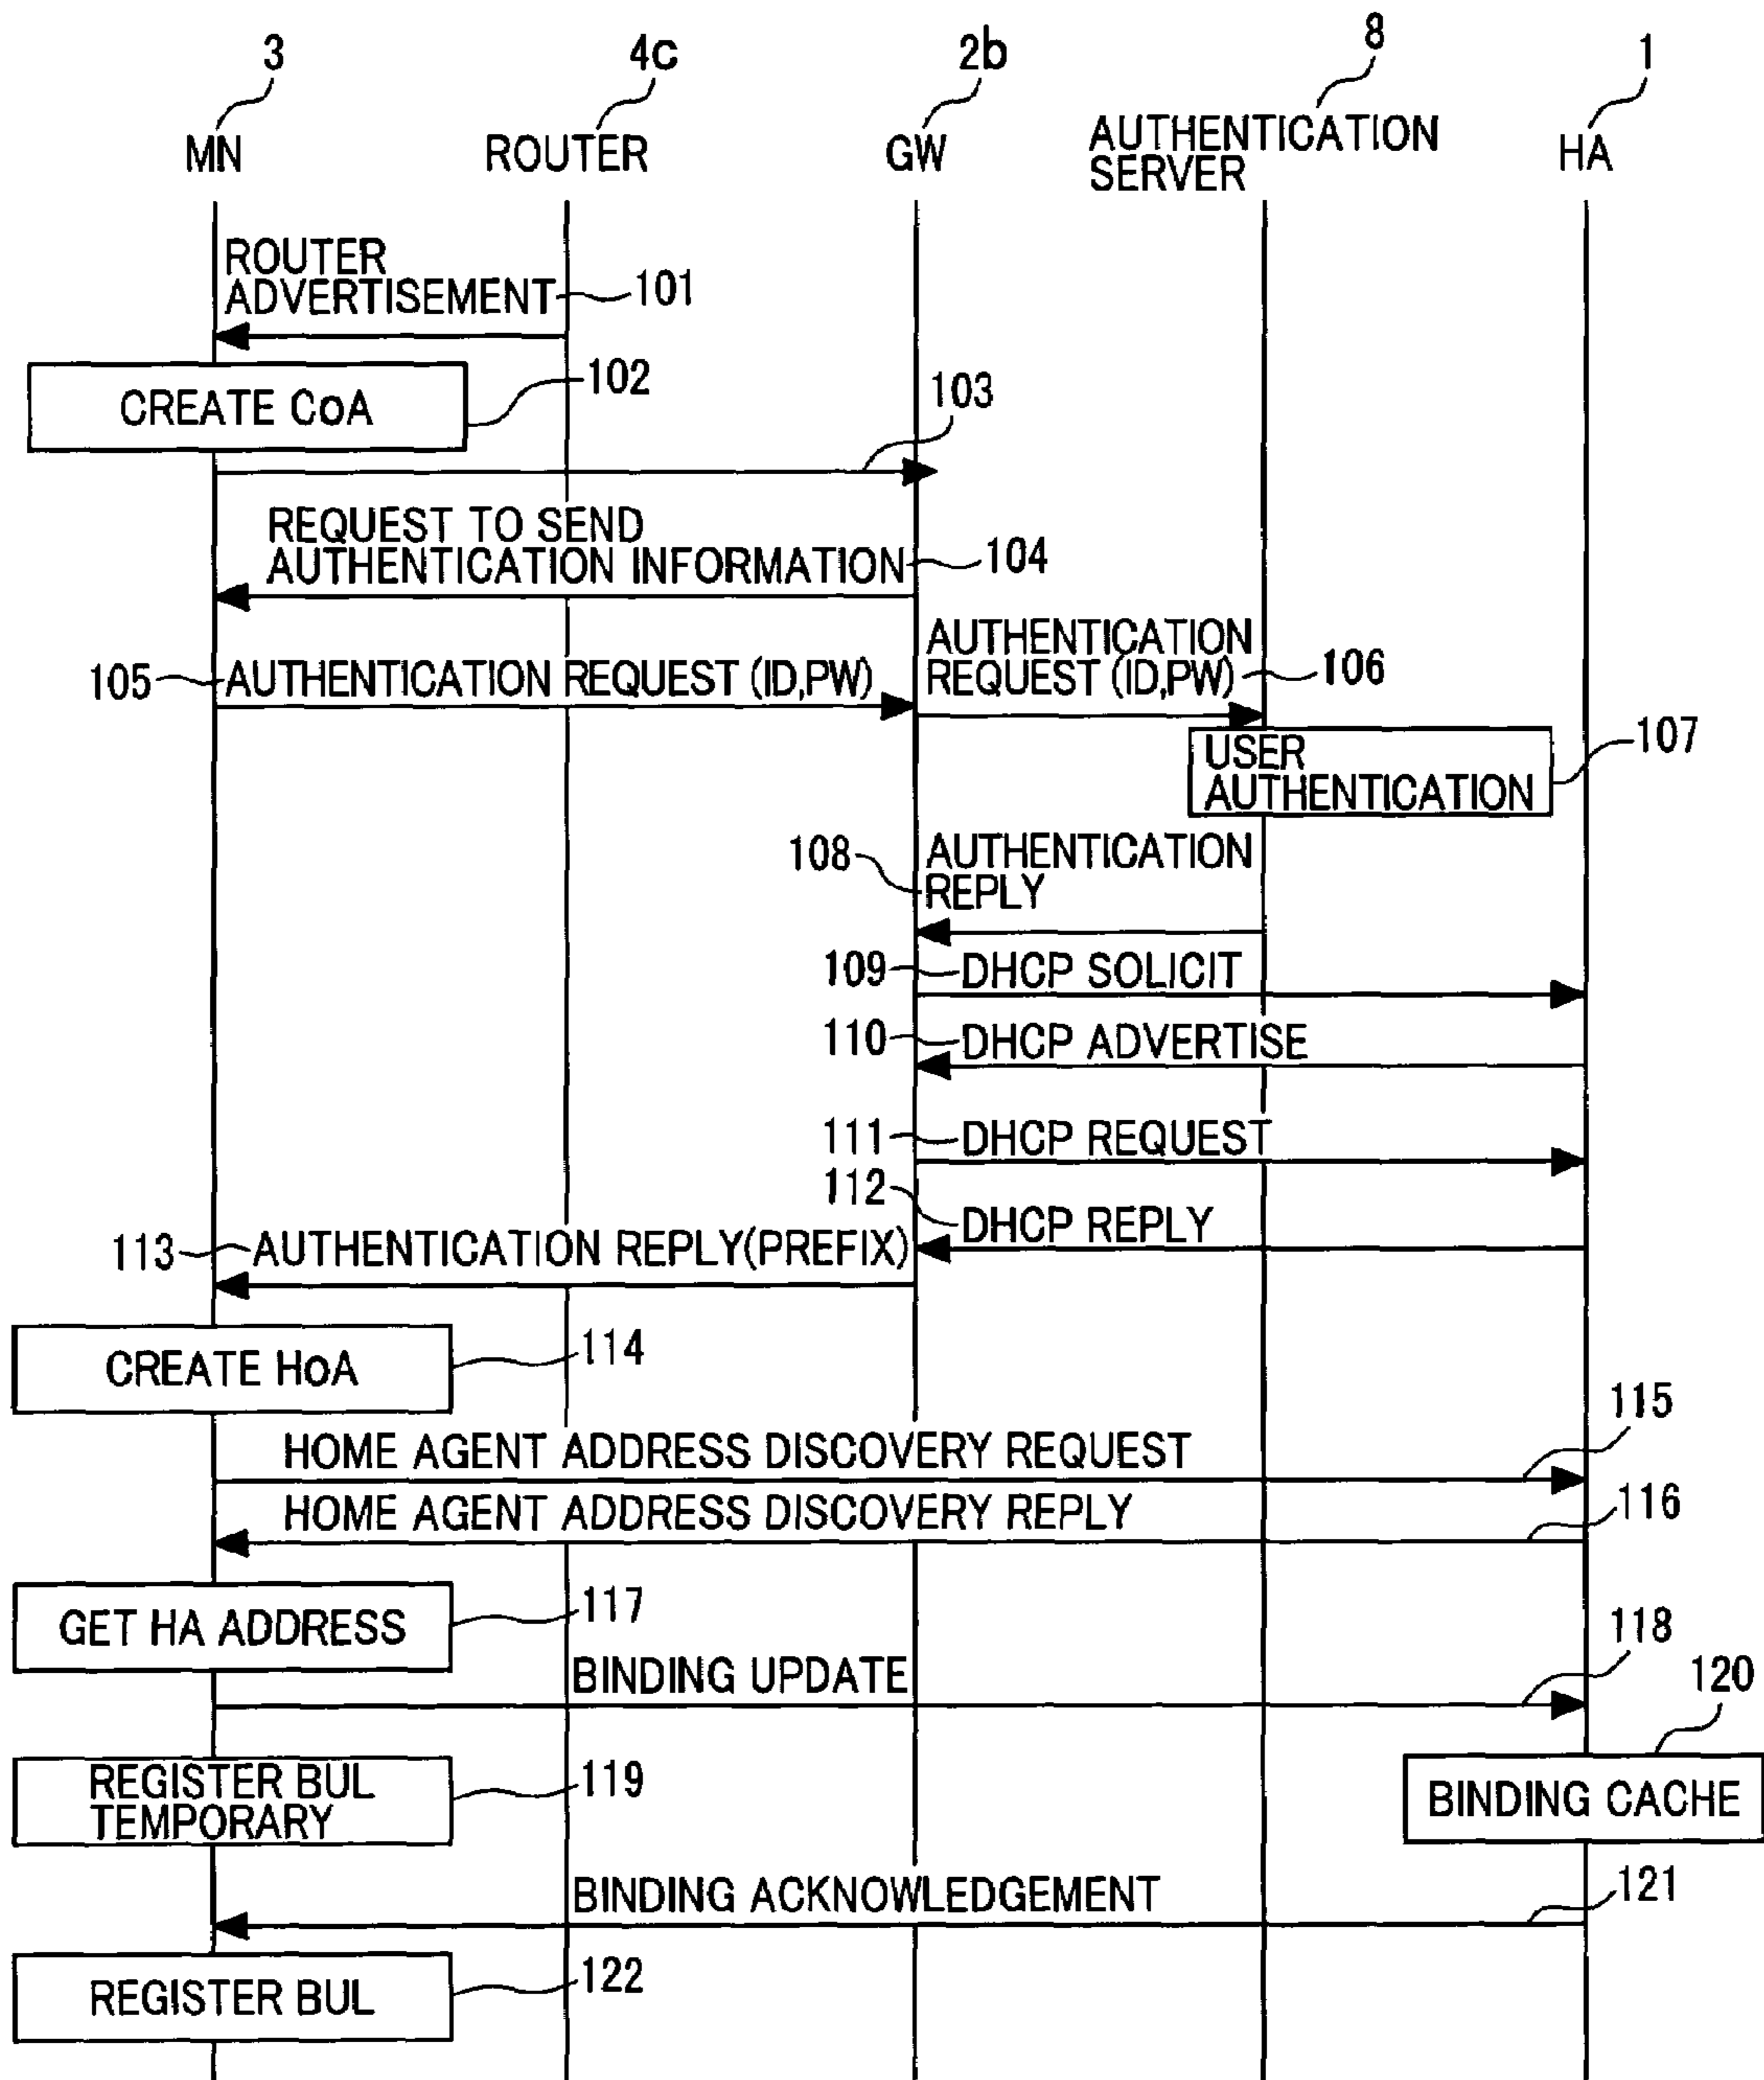 3
4c
2b
8
1
MN
ROUTER
GW
AUTHENTICATION
SERVER
HA
ROUTER
ADVERTISEMENT
101
CREATE CoA
102
103
REQUEST TO SEND
AUTHENTICATION INFORMATION
104
105
AUTHENTICATION REQUEST (ID,PW)
AUTHENTICATION
REQUEST (ID,PW)
106
USER
AUTHENTICATION
107
108
AUTHENTICATION
REPLY
109
DHCP SOLICIT
110
DHCP ADVERTISE
111
DHCP REQUEST
112
DHCP REPLY
113
AUTHENTICATION REPLY(PREFIX)
CREATE HoA
114
115
HOME AGENT ADDRESS DISCOVERY REQUEST
HOME AGENT ADDRESS DISCOVERY REPLY
116
GET HA ADDRESS
117
118
BINDING UPDATE
120
REGISTER BUL
TEMPORARY
119
BINDING CACHE
BINDING ACKNOWLEDGEMENT
121
REGISTER BUL
122